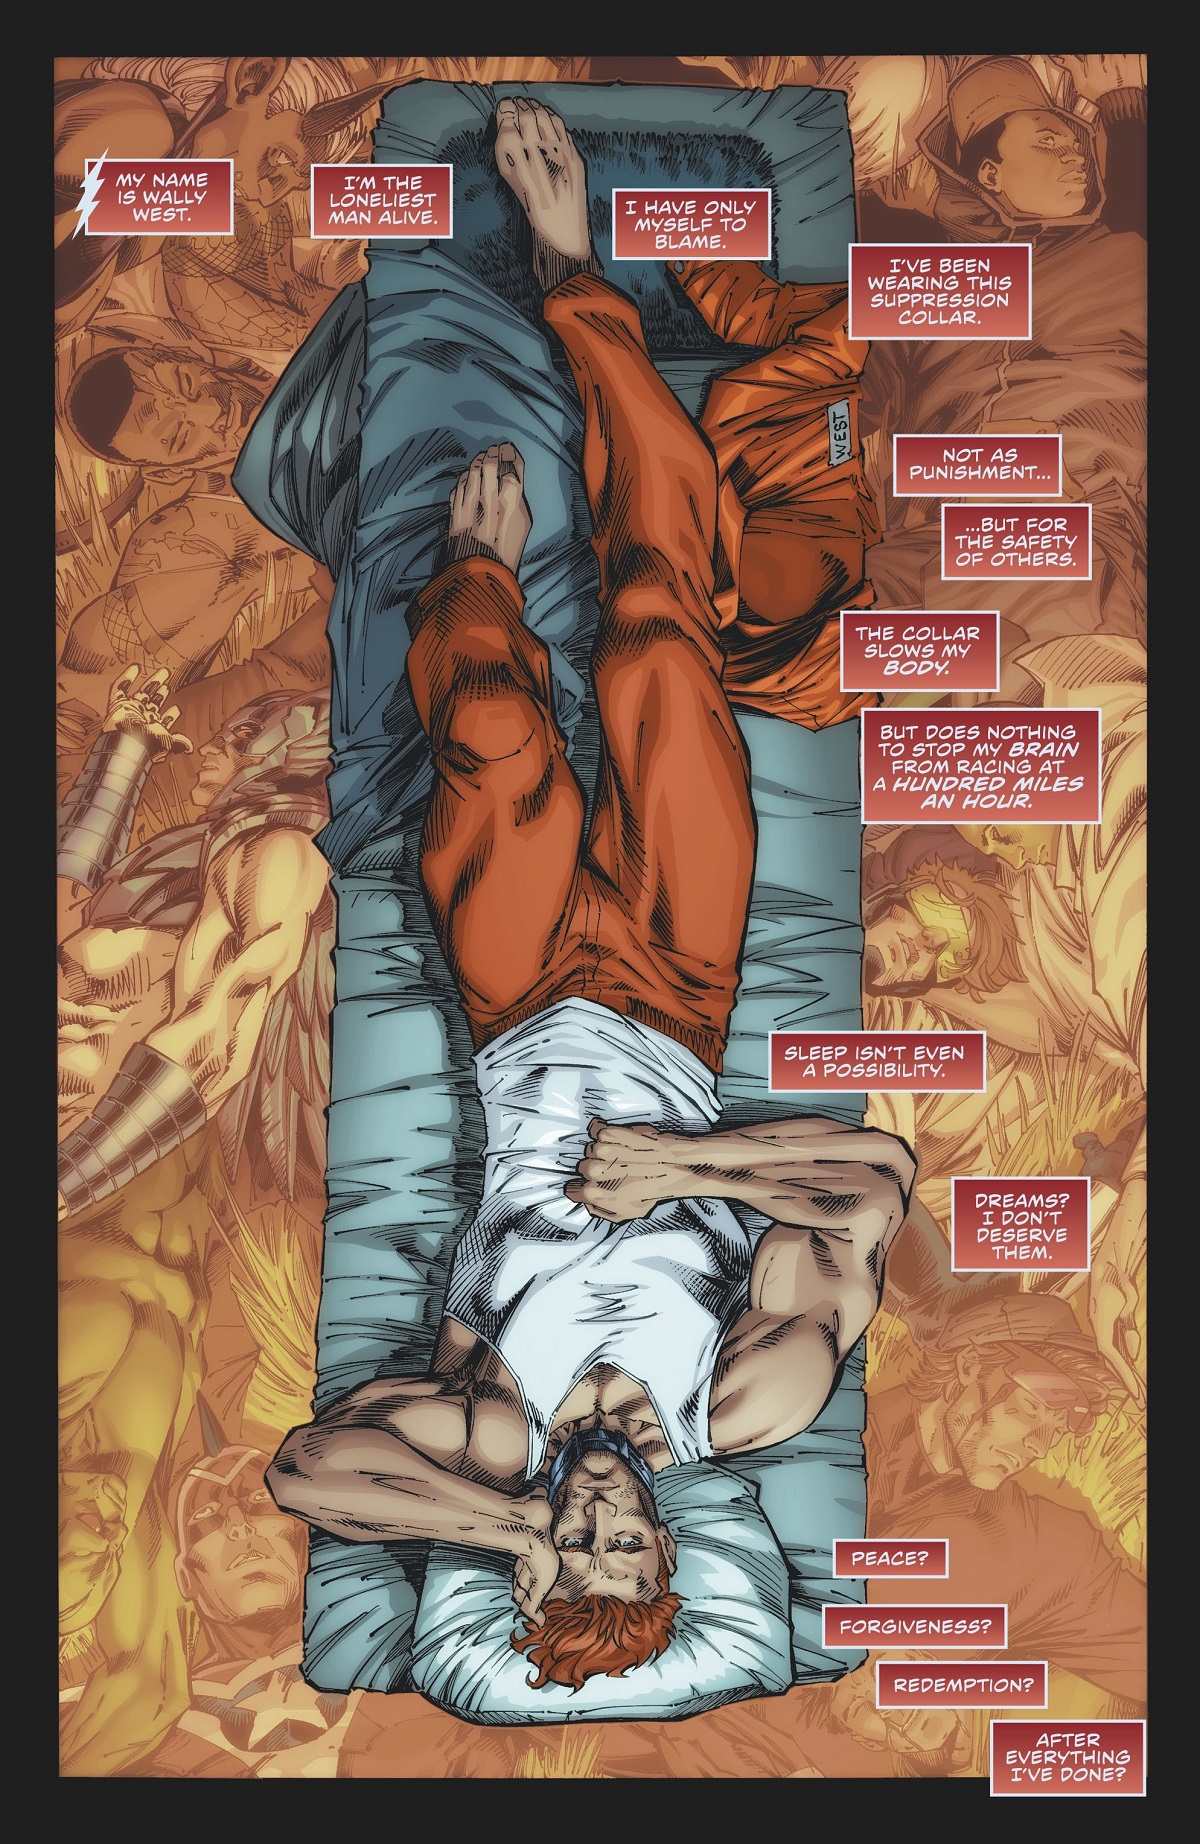 MY NAME
IS WALLY
WEST.
I'M THE
LONELIEST
MAN ALIVE.
I HAVE ONLY
MYSELF TO
BLAME.
I'VE BEEN
WEARING THIS
SUPPRESSION
COLLAR.
WEST
NOT AS
PUNISHMENT...
...BUT FOR
THE SAFETY
OF OTHERS.
THE COLLAR
SLOWS MY
BODY.
BUT DOES NOTHING
TO STOP MY BRAIN
FROM RACING AT
A HUNDRED MILES
AN HOUR.
SLEEP ISN'T EVEN
A POSSIBILITY.
DREAMS?
I DON'T
DESERVE
THEM.
PEACE?
FORGIVENESS?
REDEMPTION?
AFTER
EVERYTHING
I'VE DONE?